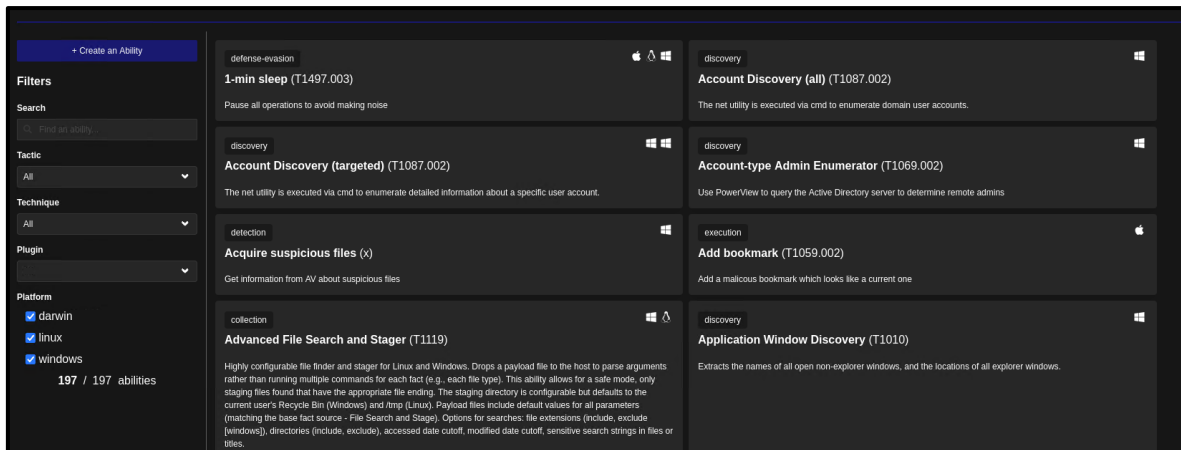 + Create an Ability
Filters
Search
Find an ability...
Tactic
All
Technique
All
Plugin
Platform
darwin
linux
windows
197 / 197 abilities
defense-evasion
1-min sleep (T1497.003)
Pause all operations to avoid making noise
discovery
Account Discovery (all) (T1087.002)
The net utility is executed via cmd to enumerate domain user accounts.
discovery
Account Discovery (targeted) (T1087.002)
The net utility is executed via cmd to enumerate detailed information about a specific user account.
discovery
Account-type Admin Enumerator (T1069.002)
Use PowerView to query the Active Directory server to determine remote admins
detection
Acquire suspicious files (x)
Get information from AV about suspicious files
execution
Add bookmark (T1059.002)
Add a malicous bookmark which looks like a current one
collection
Advanced File Search and Stager (T1119)
Highly configurable file finder and stager for Linux and Windows. Drops a payload file to the host to parse arguments
rather than running multiple commands for each fact (e.g., each file type). This ability allows for a safe mode, only
staging files found that have the appropriate file ending. The staging directory is configurable but defaults to the
current user's Recycle Bin (Windows) and /tmp (Linux). Payload files include default values for all parameters
(matching the base fact source - File Search and Stage). Options for searches: file extensions (include, exclude
[windows]), directories (include, exclude), accessed date cutoff, modified date cutoff, sensitive search strings in files or
titles.
discovery
Application Window Discovery (T1010)
Extracts the names of all open non-explorer windows, and the locations of all explorer windows.